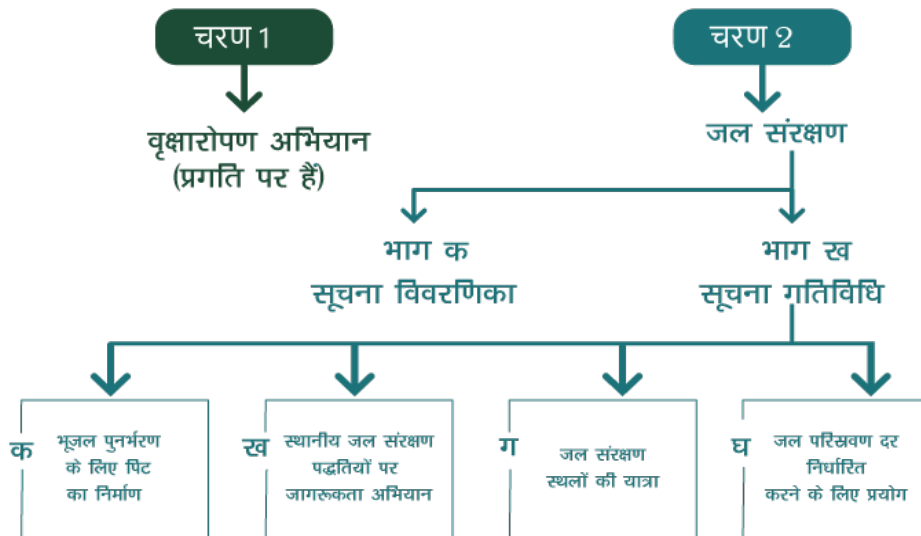 चरण 1
वृक्षारोपण अभियान
(प्रगति पर हैं)
चरण 2
जल संरक्षण
भाग क
सूचना विवरणिका
भाग ख
सूचना गतिविधि
क
भूजल पुनर्भरण
के लिए पिट
का निर्माण
ख
स्थानीय जल संरक्षण
पद्धतियों पर
जागरूकता अभियान
ग
जल संरक्षण
स्थलों की यात्रा
घ
जल परिस्रवण दर
निर्धारित
करने के लिए प्रयोग